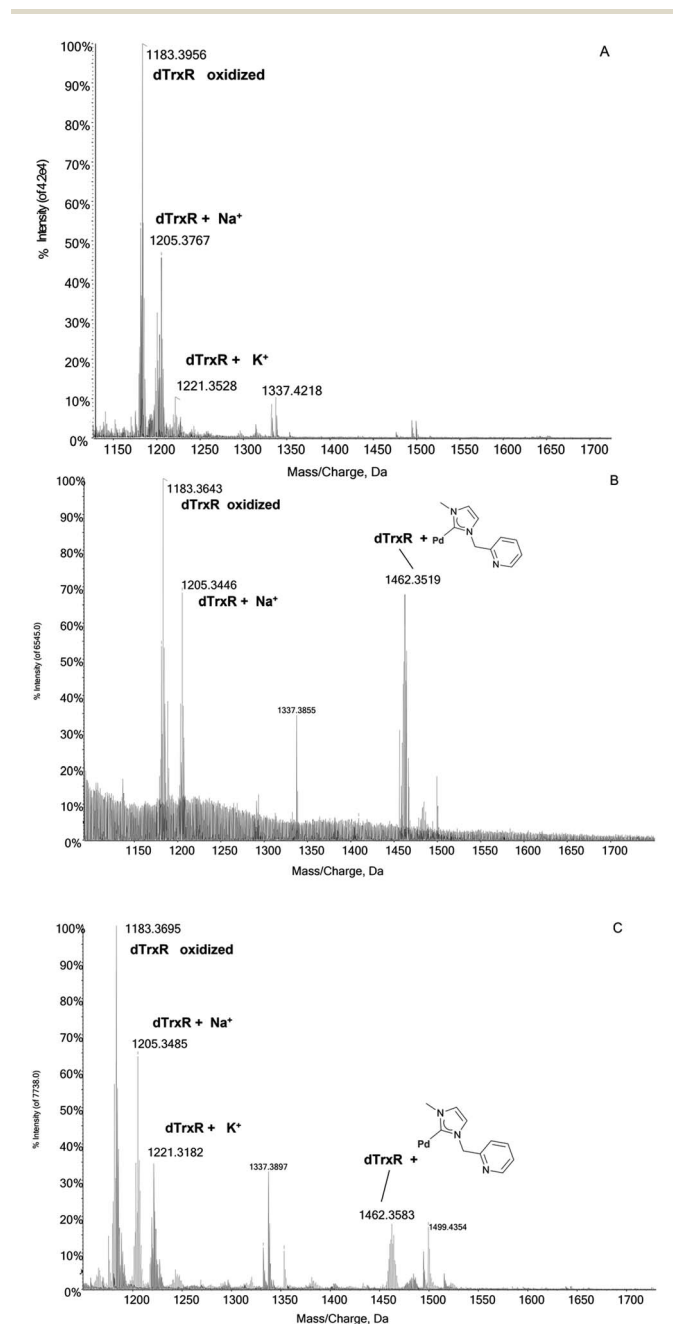 A
100%
90%
80%
70%
60%
50%
40%
30%
20%
10%
0%
% Intensity (of 4.2e4)
1183.3956
dTrxR oxidized
dTrxR + Na⁺
1205.3767
dTrxR + K⁺
1221.3528
1337.4218
1150 1200 1250 1300 1350 1400 1450 1500 1550 1600 1650 1700
Mass/Charge, Da
B
100%
90%
80%
70%
60%
50%
40%
30%
20%
10%
0%
% Intensity (of 6545.0)
1183.3643
dTrxR oxidized
1205.3446
dTrxR + Na⁺
1337.3855
dTrxR +
Pd
N
N
N
1462.3519
1150 1200 1250 1300 1350 1400 1450 1500 1550 1600 1650 1700
Mass/Charge, Da
C
100%
90%
80%
70%
60%
50%
40%
30%
20%
10%
0%
% Intensity (of 7738.0)
1183.3695
dTrxR oxidized
dTrxR + Na⁺
1205.3485
dTrxR + K⁺
1221.3182
1337.3897
dTrxR +
Pd
N
N
N
1462.3583
1499.4354
1200 1250 1300 1350 1400 1450 1500 1550 1600 1650 1700
Mass/Charge, Da